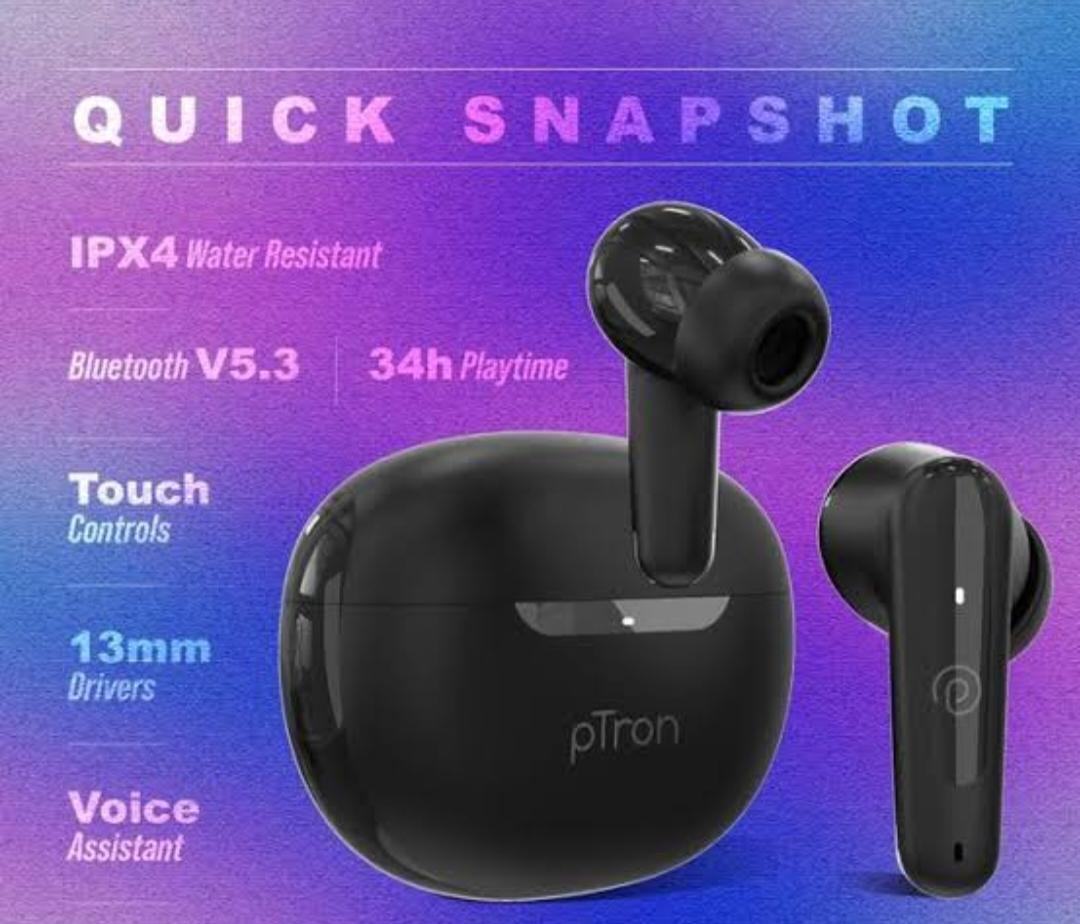 QUICK SNAPSHOT
IPX4 Water Resistant
Bluetooth V5.3 34h Playtime
Touch
Controls
13mm
Drivers
Voice
Assistant
pTron